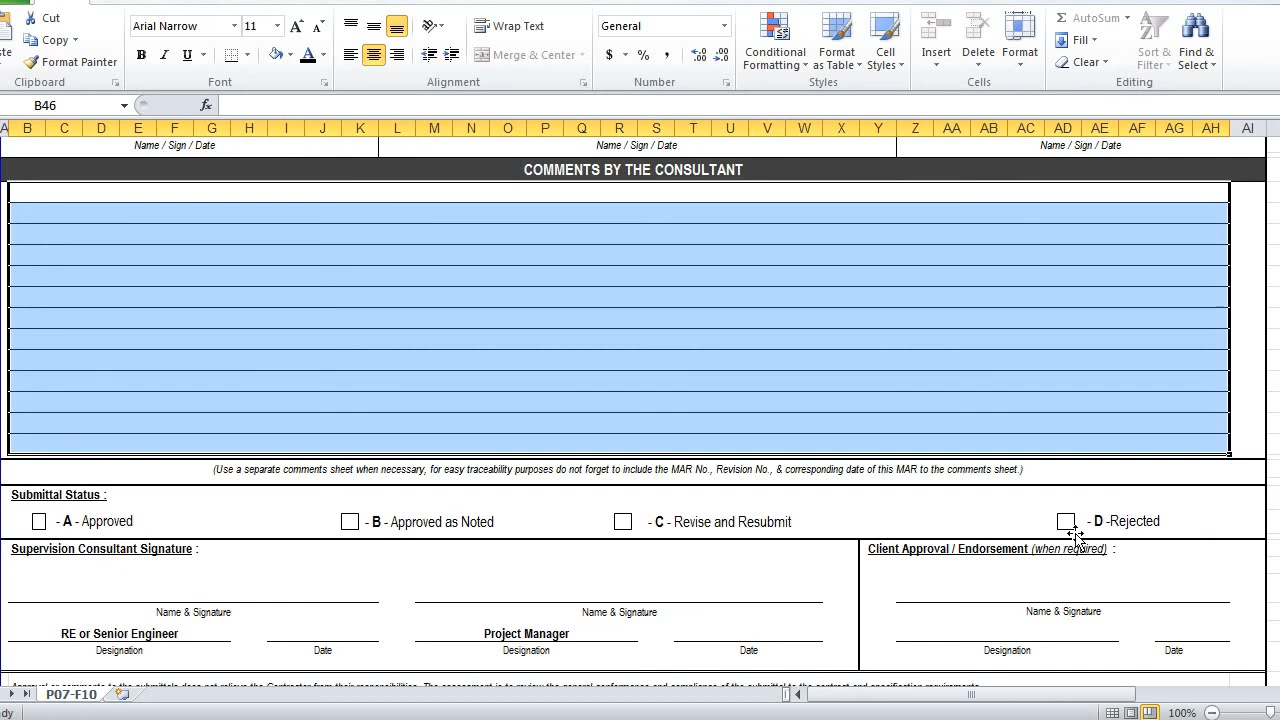 Cut
Copy
Format Painter
Clipboard
Arial Narrow
11
B I U
A
Font
Wrap Text
Merge & Center
Alignment
General
$ % ,
Number
Conditional Formatting
Format as Table
Cell Styles
Styles
Insert
Delete
Format
Cells
AutoSum
Fill
Clear
Sort & Filter
Find & Select
Editing
B46
fx
A B C D E F G H I J K L M N O P Q R S T U V W X Y Z AA AB AC AD AE AF AG AH AI
Name / Sign / Date
Name / Sign / Date
Name / Sign / Date
COMMENTS BY THE CONSULTANT
(Use a separate comments sheet when necessary, for easy traceability purposes do not forget to include the MAR No., Revision No., & corresponding date of this MAR to the comments sheet.)
Submittal Status :
- A - Approved
- B - Approved as Noted
- C - Revise and Resubmit
- D -Rejected
Supervision Consultant Signature :
Client Approval / Endorsement (when required) :
Name & Signature
Name & Signature
Name & Signature
RE or Senior Engineer
Project Manager
Designation
Date
Designation
Date
Designation
Date
P07-F10
100%